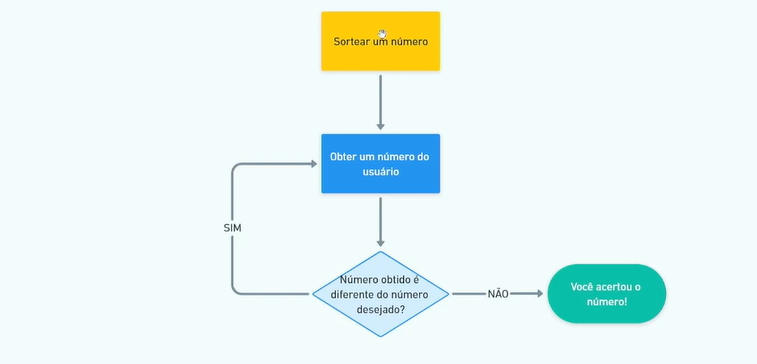 Sortear um número
Obter um número do
usuário
SIM
Número obtido é
diferente do número
desejado?
NÃO
Você acertou o
número!